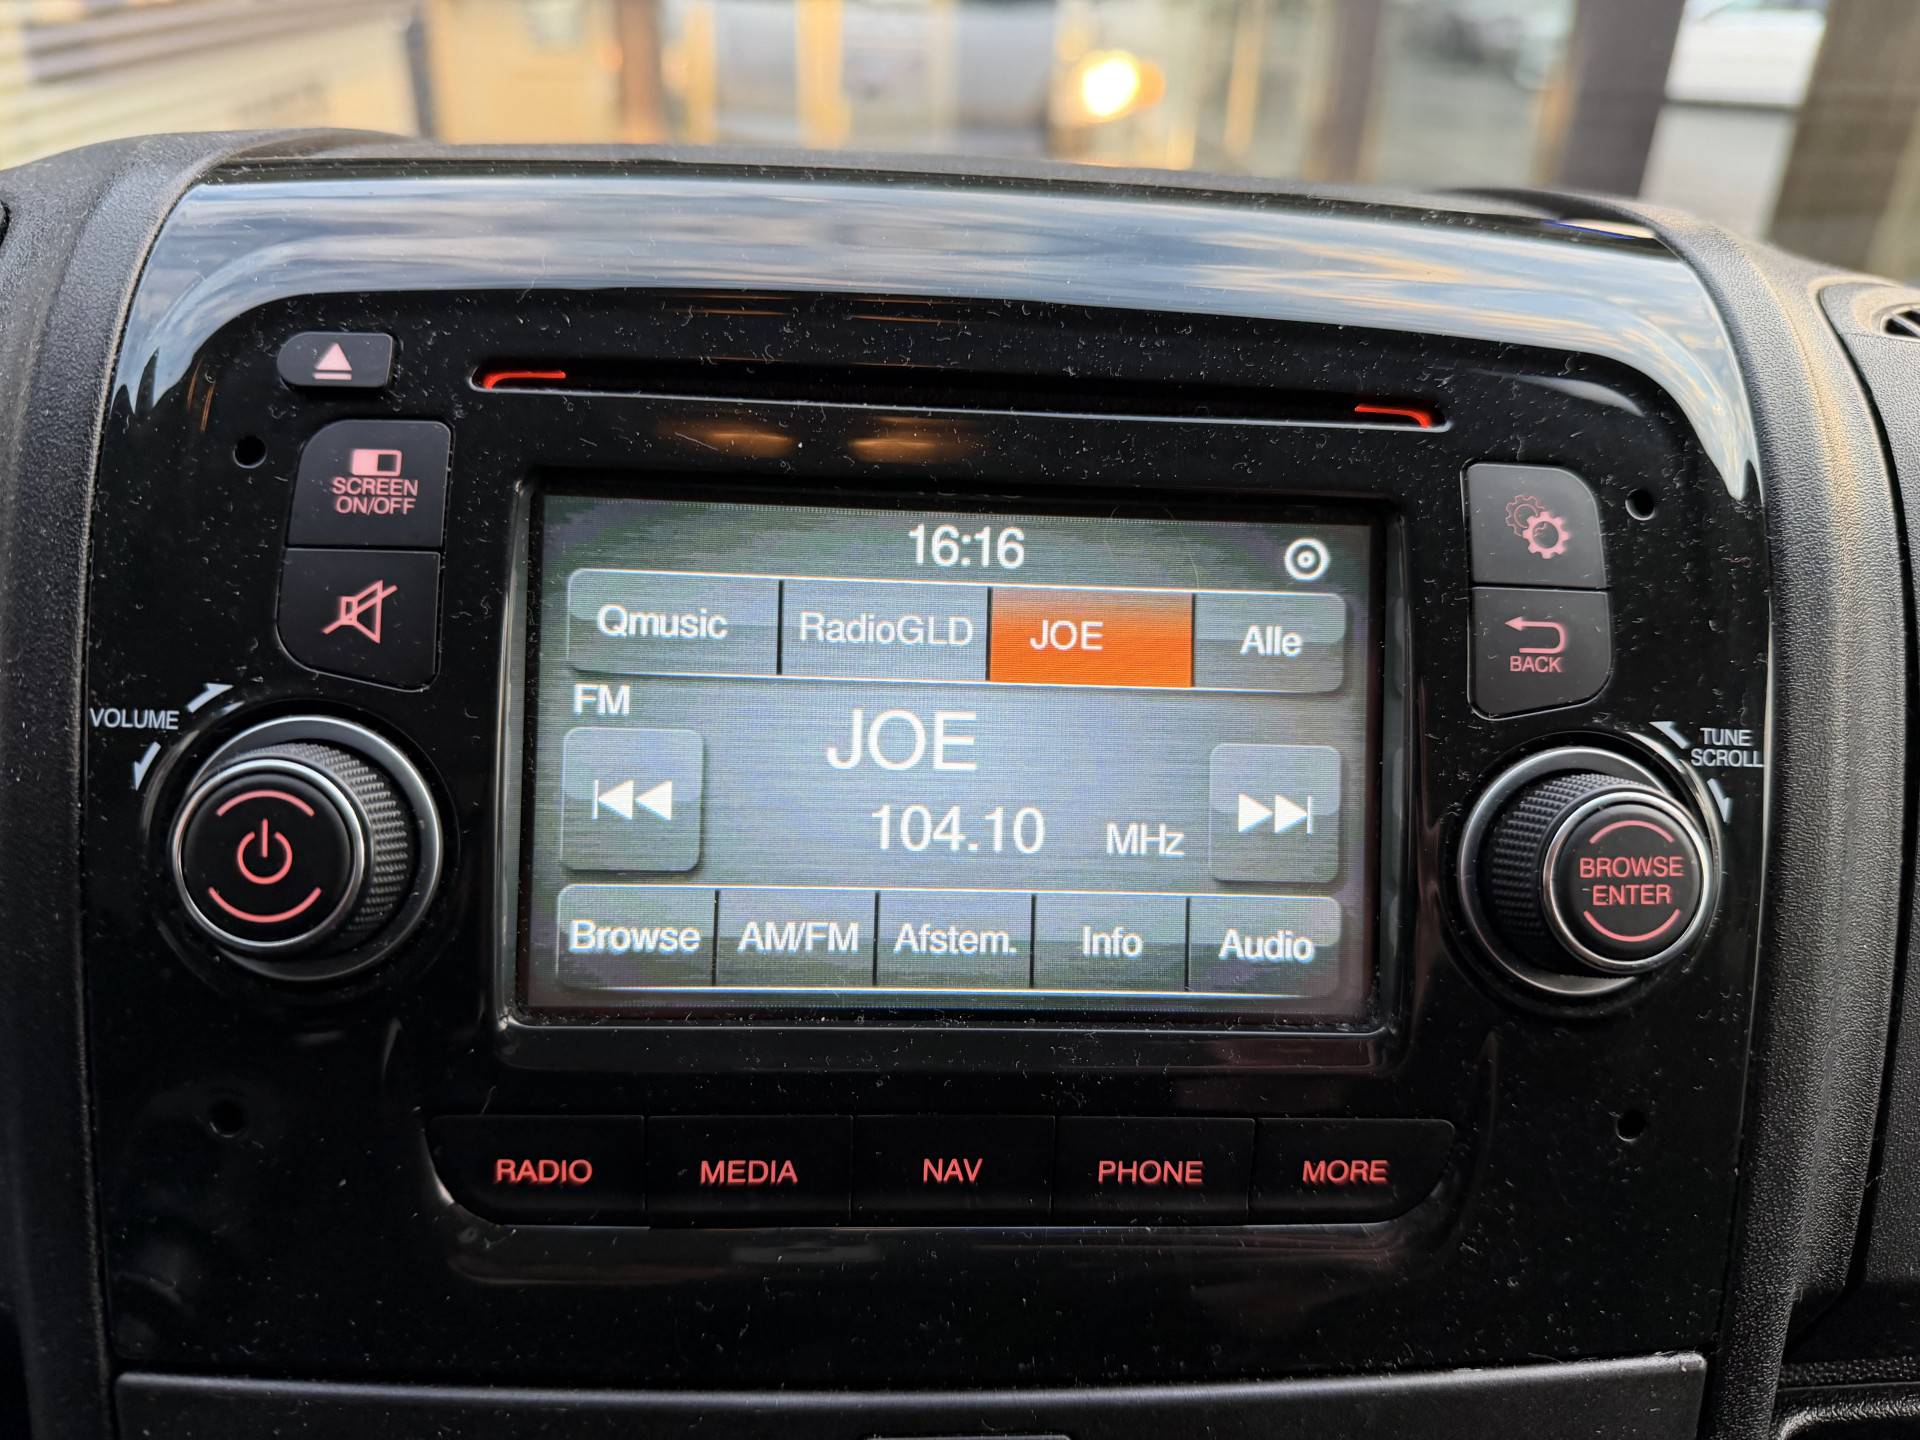 SCREEN
ON/OFF
VOLUME
16:16
Qmusic RadioGLD JOE Alle
FM
JOE
104.10 MHz
Browse AM/FM Afstem. Info Audio
BACK
TUNE
SCROLL
BROWSE
ENTER
RADIO MEDIA NAV PHONE MORE